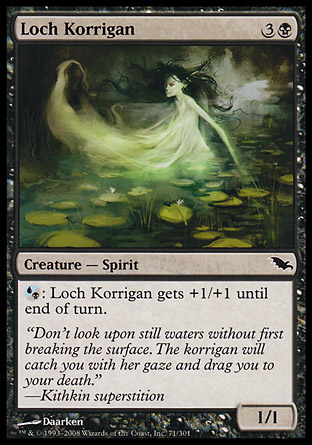 Loch Korrigan 3
Creature — Spirit
: Loch Korrigan gets +1/+1 until
end of turn.
“Don’t look upon still waters without first
breaking the surface. The korrigan will
catch you with her gaze and drag you to
your death.”
—Kithkin superstition
Daarken
™ & © 1993–2008 Wizards of the Coast, Inc. 71/301
1/1